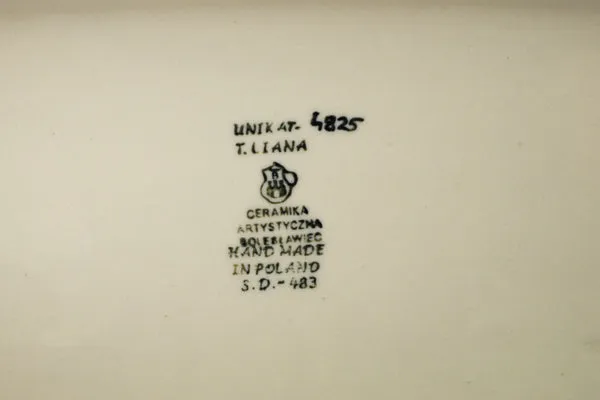 UNIKAT- 4825
T. LIANA
CERAMIKA
ARTYSTYCZNA
BOLESŁAWIEC
HAND MADE
IN POLAND
S.D.-483